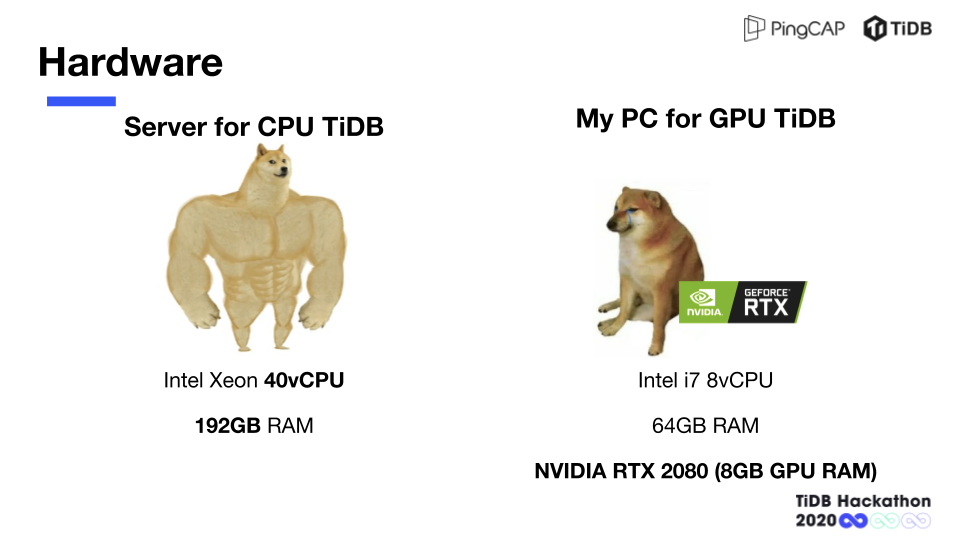 PingCAP TiDB
Hardware
Server for CPU TiDB
Intel Xeon 40vCPU
192GB RAM
My PC for GPU TiDB
NVIDIA
GEFORCE
RTX
Intel i7 8vCPU
64GB RAM
NVIDIA RTX 2080 (8GB GPU RAM)
TiDB Hackathon
2020